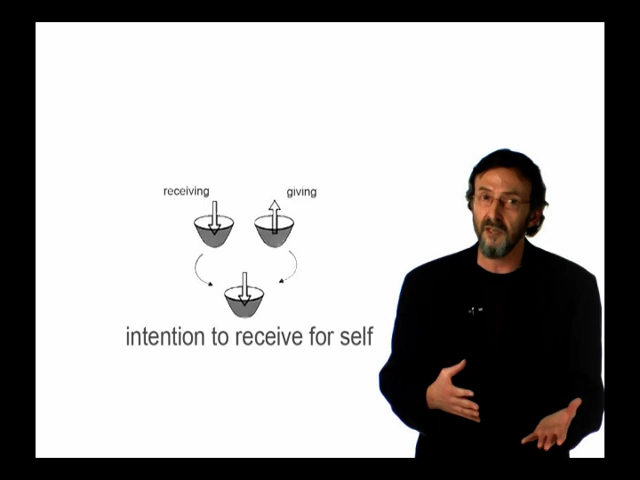 receiving
giving
intention to receive for self